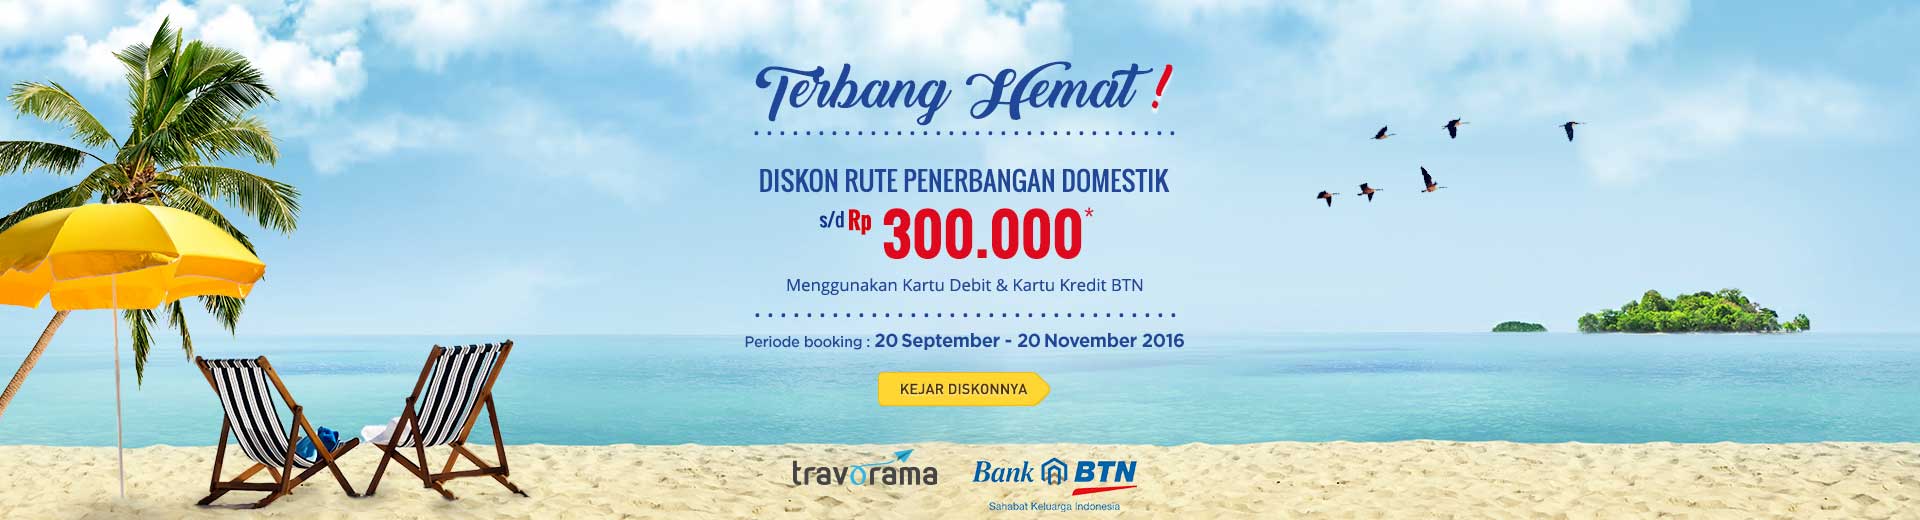 Terbang Hemat!
DISKON RUTE PENERBANGAN DOMESTIK
s/d Rp 300.000*
Menggunakan Kartu Debit & Kartu Kredit BTN
Periode booking : 20 September - 20 November 2016
KEJAR DISKONNYA
travorama Bank BTN
Sahabat Keluarga Indonesia